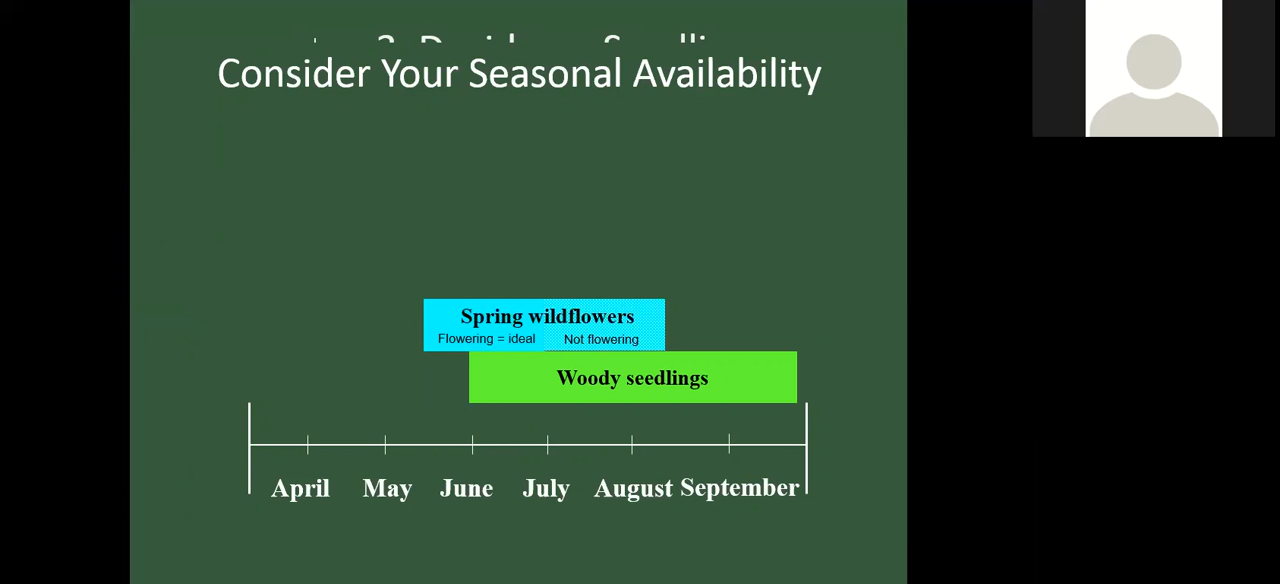 Consider Your Seasonal Availability
Spring wildflowers
Flowering = ideal Not flowering
Woody seedlings
April May June July August September